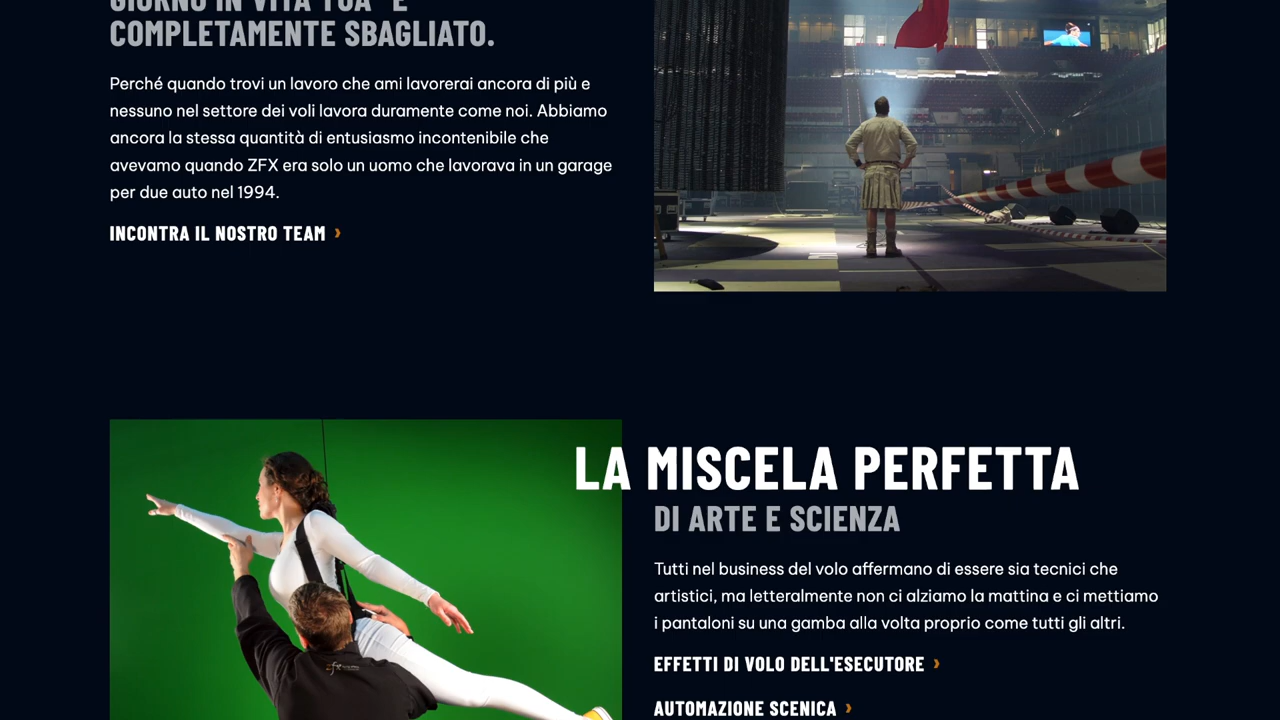 COMPLETAMENTE SBAGLIATO.
Perché quando trovi un lavoro che ami lavorerai ancora di più e
nessuno nel settore dei voli lavora duramente come noi. Abbiamo
ancora la stessa quantità di entusiasmo incontenibile che
avevamo quando ZFX era solo un uomo che lavorava in un garage
per due auto nel 1994.
INCONTRA IL NOSTRO TEAM ›
LA MISCELA PERFETTA
DI ARTE E SCIENZA
Tutti nel business del volo affermano di essere sia tecnici che
artistici, ma letteralmente non ci alziamo la mattina e ci mettiamo
i pantaloni su una gamba alla volta proprio come tutti gli altri.
EFFETTI DI VOLO DELL'ESECUTORE ›
AUTOMAZIONE SCENICA ›
zfx